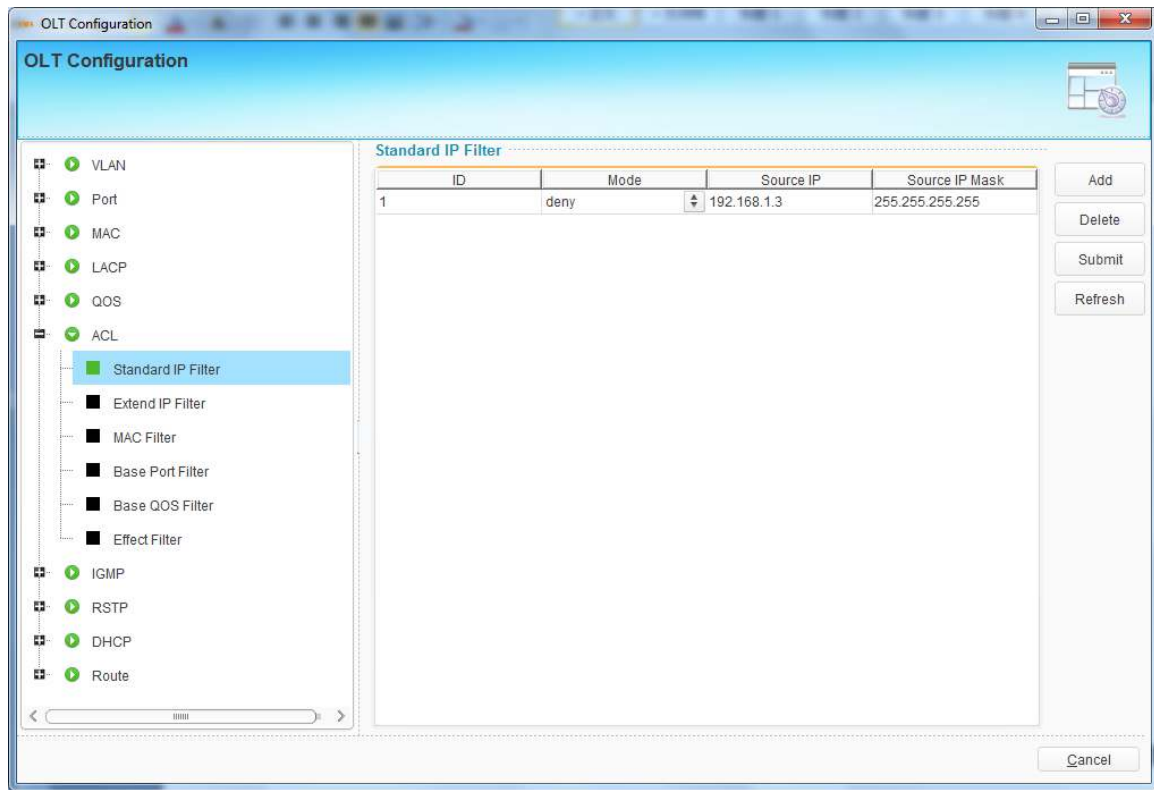 OLT Configuration
OLT Configuration
VLAN
Port
MAC
LACP
QOS
ACL
Standard IP Filter
Extend IP Filter
MAC Filter
Base Port Filter
Base QOS Filter
Effect Filter
IGMP
RSTP
DHCP
Route
Standard IP Filter
ID Mode Source IP Source IP Mask
1 deny 192.168.1.3 255.255.255.255
Add
Delete
Submit
Refresh
Cancel